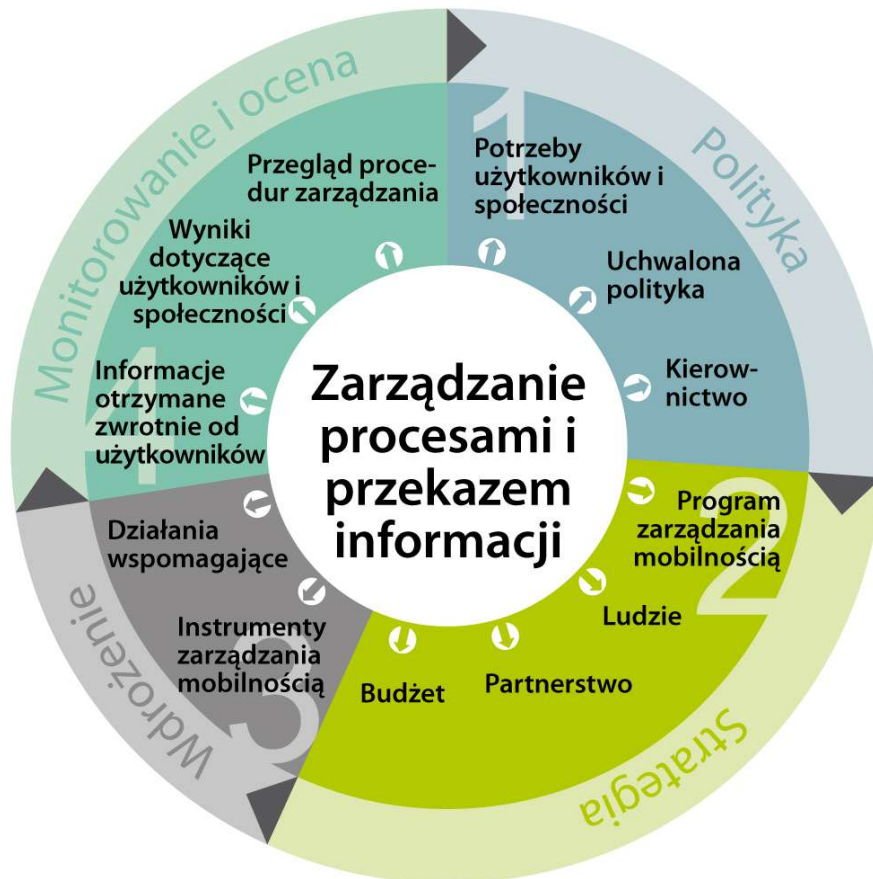 Zarządzanie
procesami i
przekazem
informacji
1
Polityka
Potrzeby
użytkowników i
społeczności
Uchwalona
polityka
Kierow-
nictwo
2
Strategia
Program
zarządzania
mobilnością
Ludzie
Partnerstwo
Budżet
3
Wdrożenie
Instrumenty
zarządzania
mobilnością
Działania
wspomagające
4
Monitorowanie i ocena
Informacje
otrzymane
zwrotnie od
użytkowników
Wyniki
dotyczące
użytkowników i
społeczności
Przegląd proce-
dur zarządzania